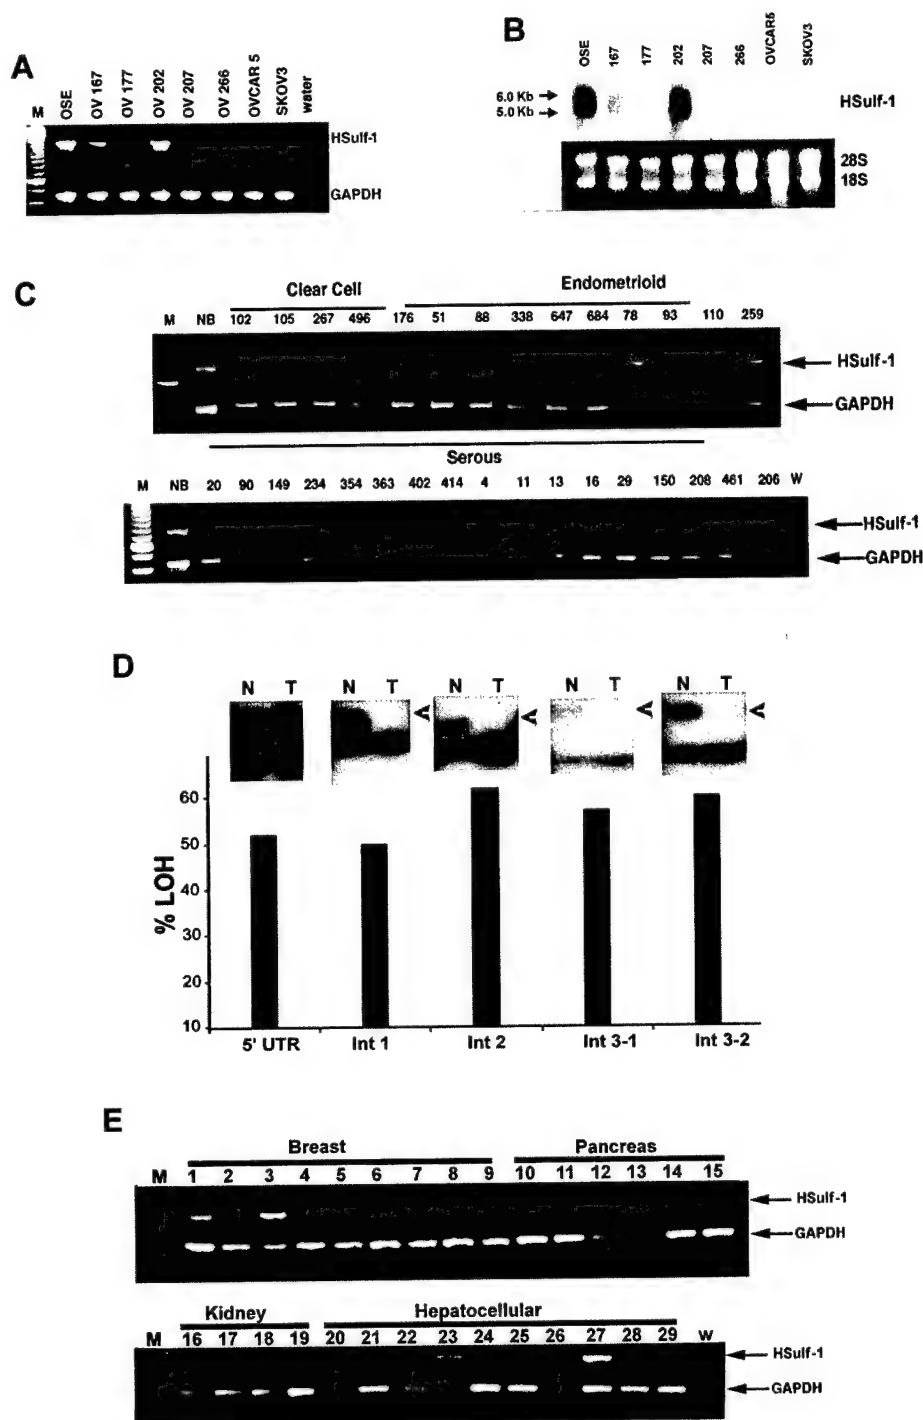 A
M OSE OV 167 OV 177 OV 202 OV 207 OV 266 OVCAR 5 SKOV3 water
HSulf-1
GAPDH
B
OSE 167 177 202 207 266 OVCAR5 SKOV3
6.0 Kb
5.0 Kb
HSulf-1
28S
18S
C
Clear Cell Endometrioid
M NB 102 105 267 496 176 51 88 338 647 684 78 93 110 259
HSulf-1
GAPDH
Serous
M NB 20 90 149 234 354 363 402 414 4 11 13 16 29 150 208 461 206 W
HSulf-1
GAPDH
D
N T N T N T N T N T
% LOH
60
50
40
30
20
10
5' UTR Int 1 Int 2 Int 3-1 Int 3-2
E
Breast Pancreas
M 1 2 3 4 5 6 7 8 9 10 11 12 13 14 15
HSulf-1
GAPDH
Kidney Hepatocellular
M 16 17 18 19 20 21 22 23 24 25 26 27 28 29 W
HSulf-1
GAPDH